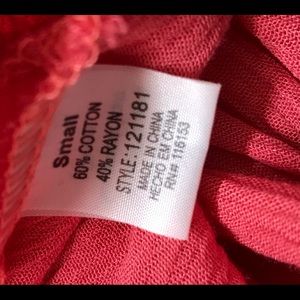 Small
60% COTTON
40% RAYON
STYLE:121181
MADE IN CHINA
HECHO EM CHINA
RN# 116153